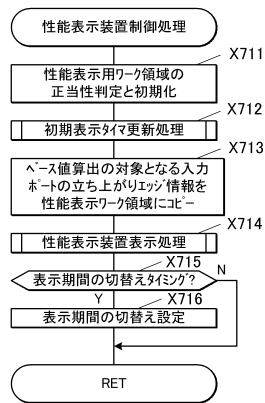 性能表示装置制御処理
X711
性能表示用ワーク領域の
正当性判定と初期化
X712
初期表示タイマ更新処理
X713
ﾍﾞｰｽ値算出の対象となる入力
ﾎﾟｰﾄの立ち上がりｴｯｼﾞ情報を
性能表示ワーク領域にコピー
X714
性能表示装置表示処理
X715
表示期間の切替えﾀｲﾐﾝｸﾞ?
N
Y
X716
表示期間の切替え設定
RET